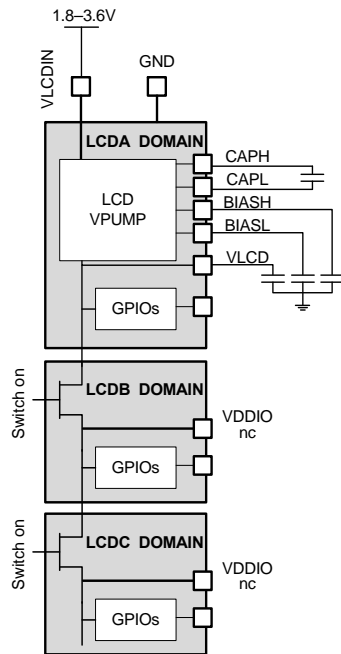 1.8–3.6V
VLCDIN
GND
LCDA DOMAIN
LCD
VPUMP
CAPH
CAPL
BIASH
BIASL
VLCD
GPIOs
LCDB DOMAIN
Switch on
VDDIO
nc
GPIOs
LCDC DOMAIN
Switch on
VDDIO
nc
GPIOs